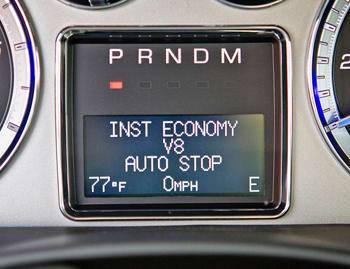 P R N D M
INST ECONOMY
V8
AUTO STOP
77°F 0MPH E